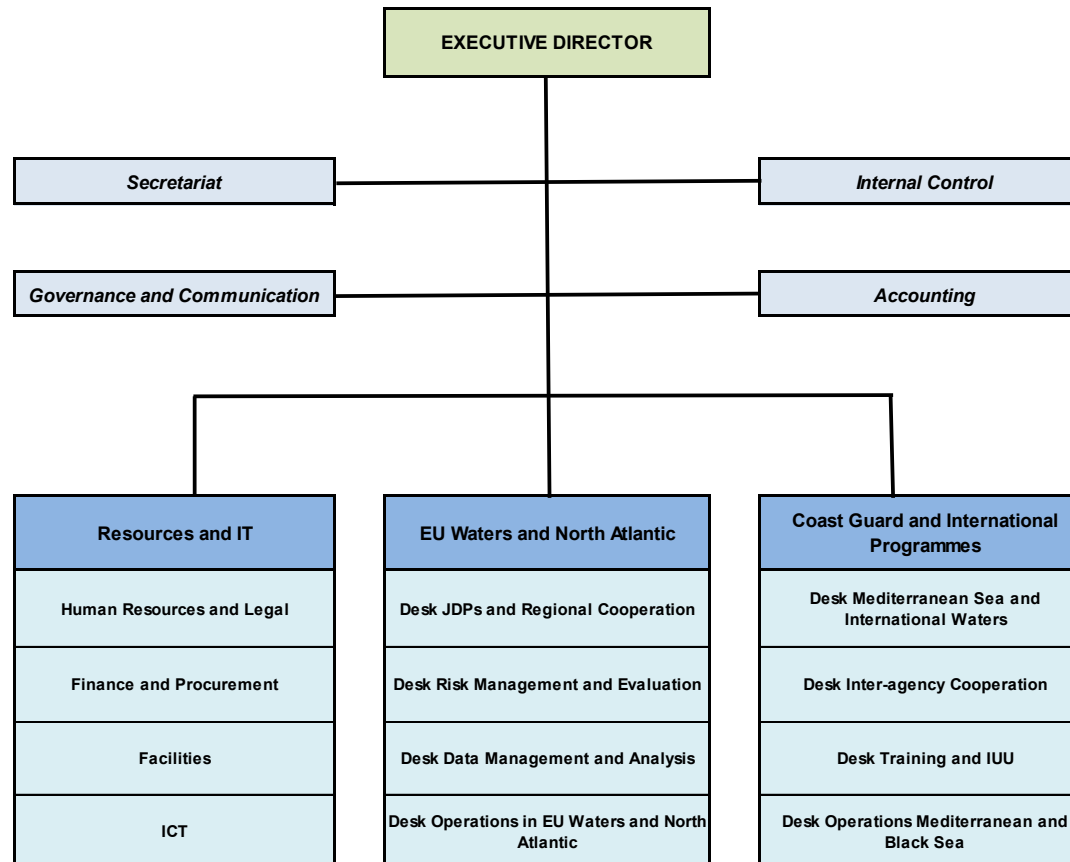 EXECUTIVE DIRECTOR
Secretariat
Internal Control
Governance and Communication
Accounting
Resources and IT
EU Waters and North Atlantic
Coast Guard and International
Programmes
Human Resources and Legal
Desk JDPs and Regional Cooperation
Desk Mediterranean Sea and
International Waters
Finance and Procurement
Desk Risk Management and Evaluation
Desk Inter-agency Cooperation
Facilities
Desk Data Management and Analysis
Desk Training and IUU
ICT
Desk Operations in EU Waters and North
Atlantic
Desk Operations Mediterranean and
Black Sea